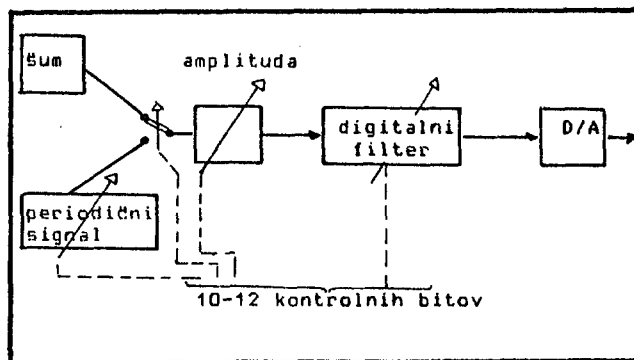 šum
amplituda
digitalni
filter
D/A
periodični
signal
10-12 kontrolnih bitov